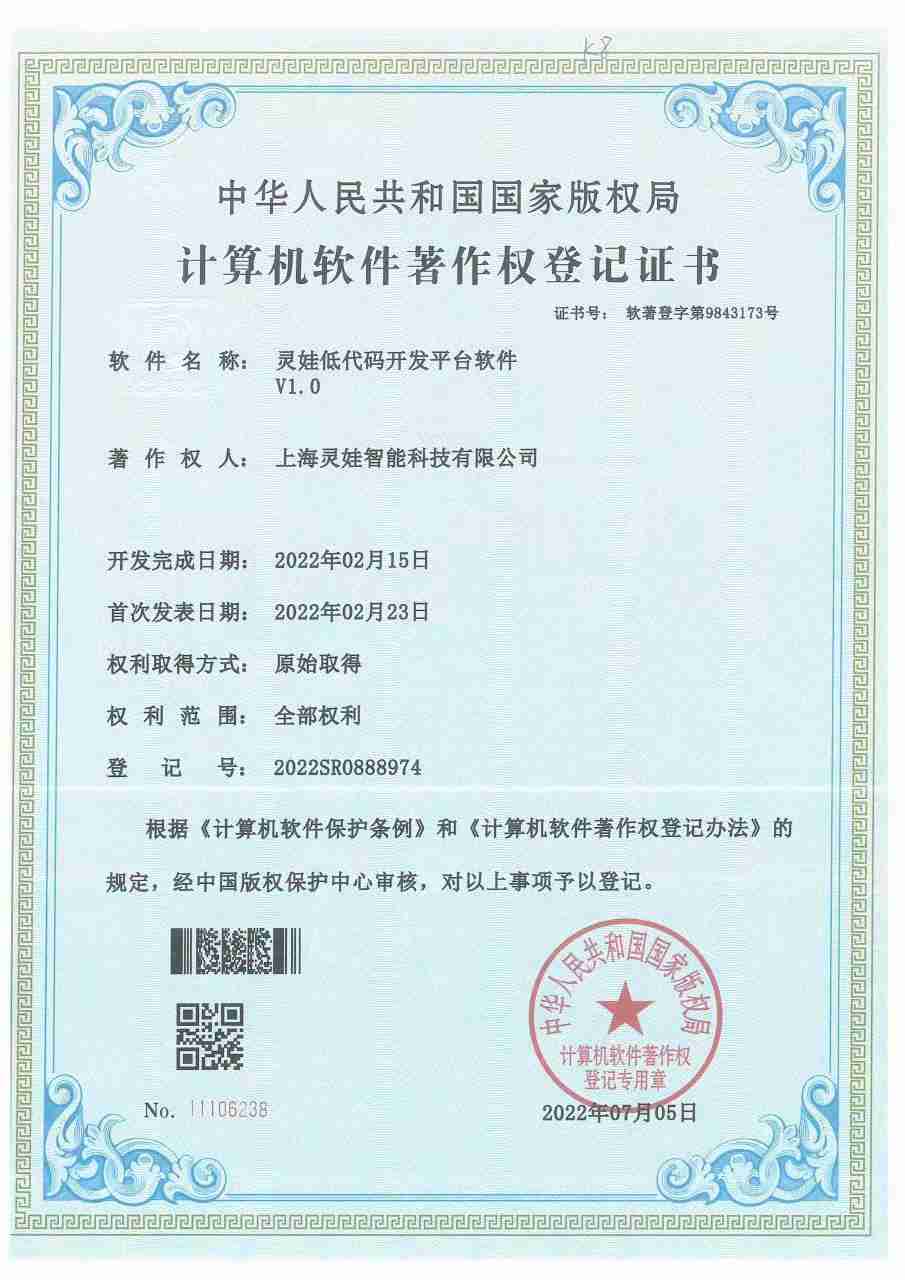 K8
中华人民共和国国家版权局
计算机软件著作权登记证书
证书号： 软著登字第9843173号
软 件 名 称： 灵娃低代码开发平台软件
V1.0
著 作 权 人： 上海灵娃智能科技有限公司
开发完成日期： 2022年02月15日
首次发表日期： 2022年02月23日
权利取得方式： 原始取得
权 利 范 围： 全部权利
登 记 号： 2022SR0888974
根据《计算机软件保护条例》和《计算机软件著作权登记办法》的
规定，经中国版权保护中心审核，对以上事项予以登记。
中华人民共和国国家版权局
计算机软件著作权
登记专用章
No. 11106238
2022年07月05日